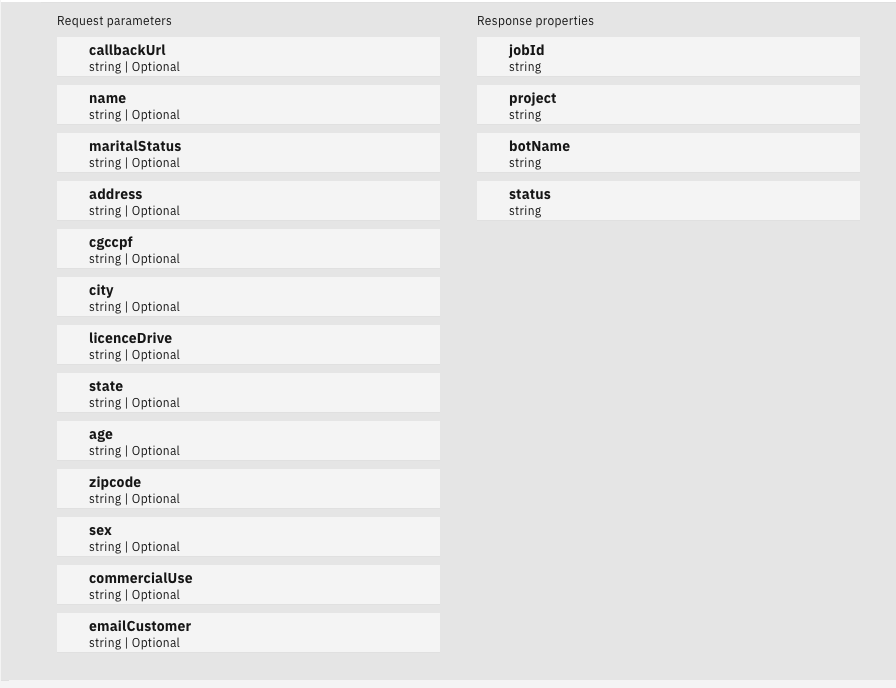 Request parameters
callbackUrl
string | Optional
name
string | Optional
maritalStatus
string | Optional
address
string | Optional
cgccpf
string | Optional
city
string | Optional
licenceDrive
string | Optional
state
string | Optional
age
string | Optional
zipcode
string | Optional
sex
string | Optional
commercialUse
string | Optional
emailCustomer
string | Optional
Response properties
jobId
string
project
string
botName
string
status
string